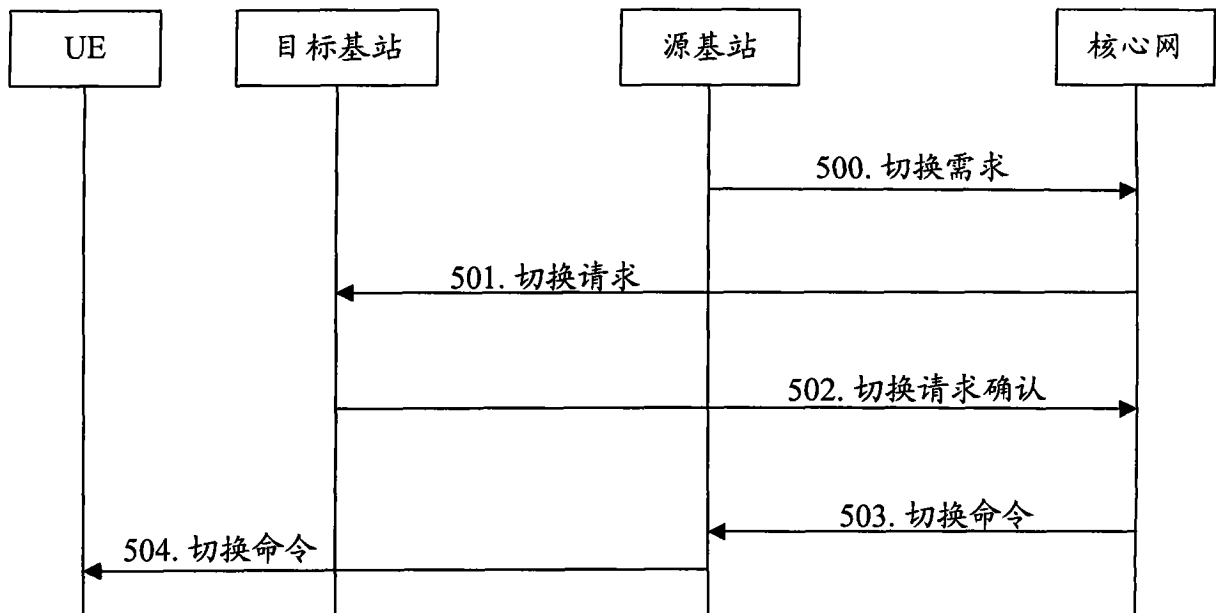 UE
目标基站
源基站
核心网
500. 切换需求
501. 切换请求
502. 切换请求确认
503. 切换命令
504. 切换命令